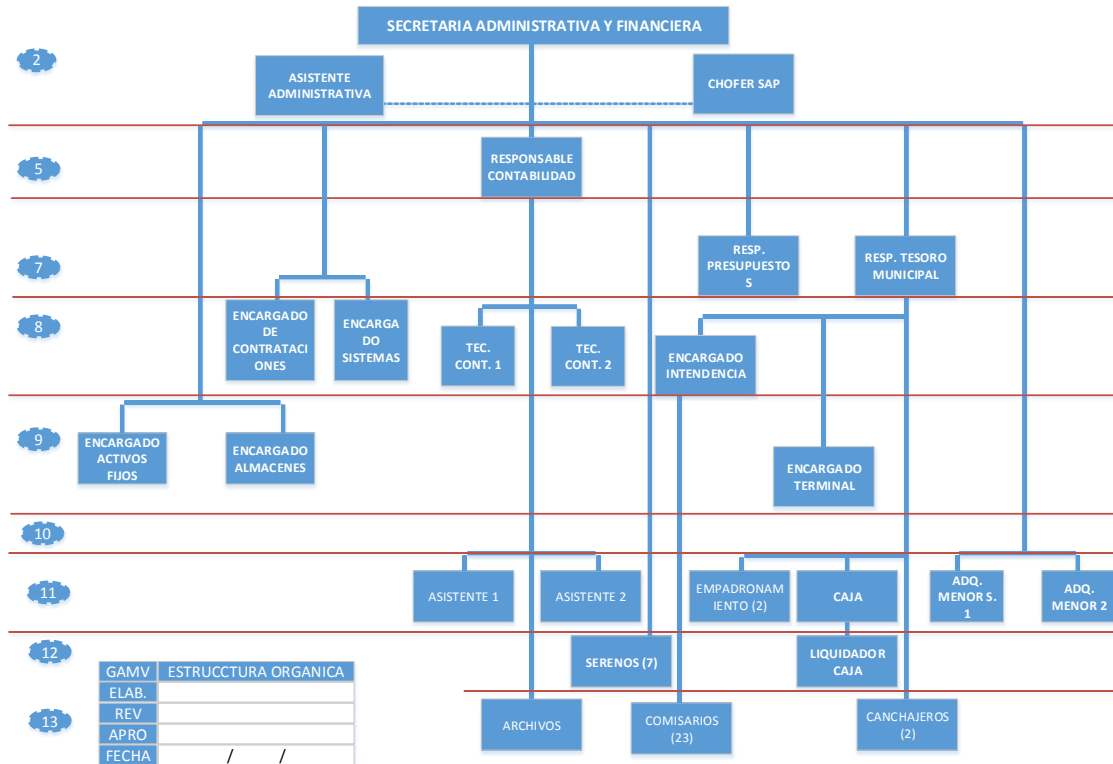 SECRETARIA ADMINISTRATIVA Y FINANCIERA
2
ASISTENTE
ADMINISTRATIVA
CHOFER SAP
5
RESPONSABLE
CONTABILIDAD
7
RESP.
PRESUPUESTO
S
RESP. TESORO
MUNICIPAL
8
ENCARGADO
DE
CONTRATACI
ONES
ENCARGA
DO
SISTEMAS
TEC.
CONT. 1
TEC.
CONT. 2
ENCARGADO
INTENDENCIA
9
ENCARGADO
ACTIVOS
FIJOS
ENCARGADO
ALMACENES
ENCARGADO
TERMINAL
10
11
ASISTENTE 1
ASISTENTE 2
EMPADRONAM
IENTO (2)
CAJA
ADQ.
MENOR S.
1
ADQ.
MENOR 2
12
SERENOS (7)
LIQUIDADOR
CAJA
13
ARCHIVOS
COMISARIOS
(23)
CANCHAJEROS
(2)
GAMV ESTRUCCTURA ORGANICA
ELAB.
REV
APRO
FECHA / /